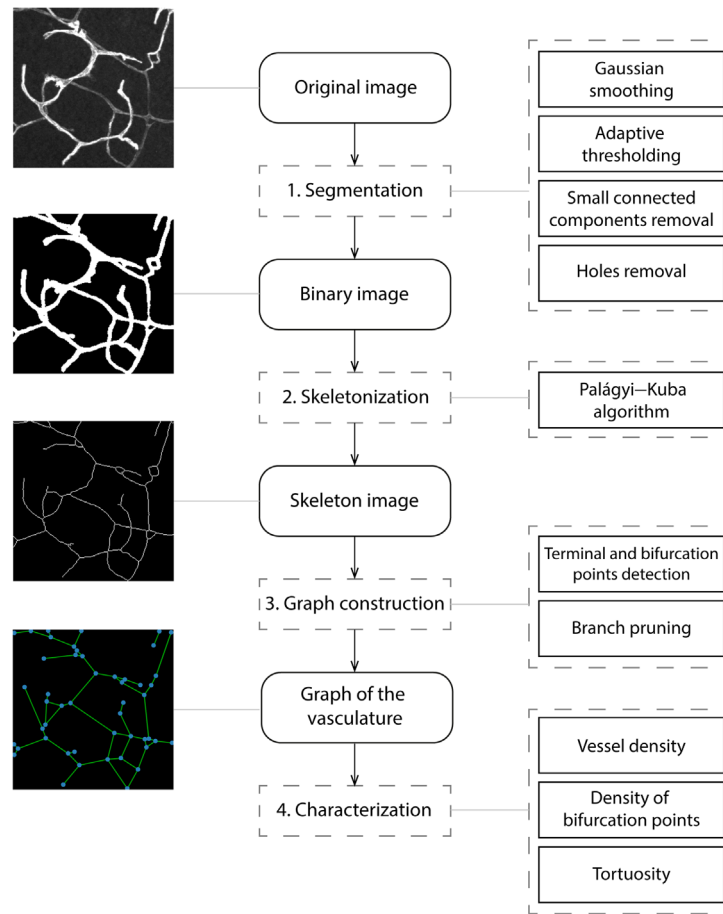 Original image
1. Segmentation
Gaussian
smoothing
Adaptive
thresholding
Small connected
components removal
Holes removal
Binary image
2. Skeletonization
Palágyi–Kuba
algorithm
Skeleton image
3. Graph construction
Terminal and bifurcation
points detection
Branch pruning
Graph of the
vasculature
4. Characterization
Vessel density
Density of
bifurcation points
Tortuosity